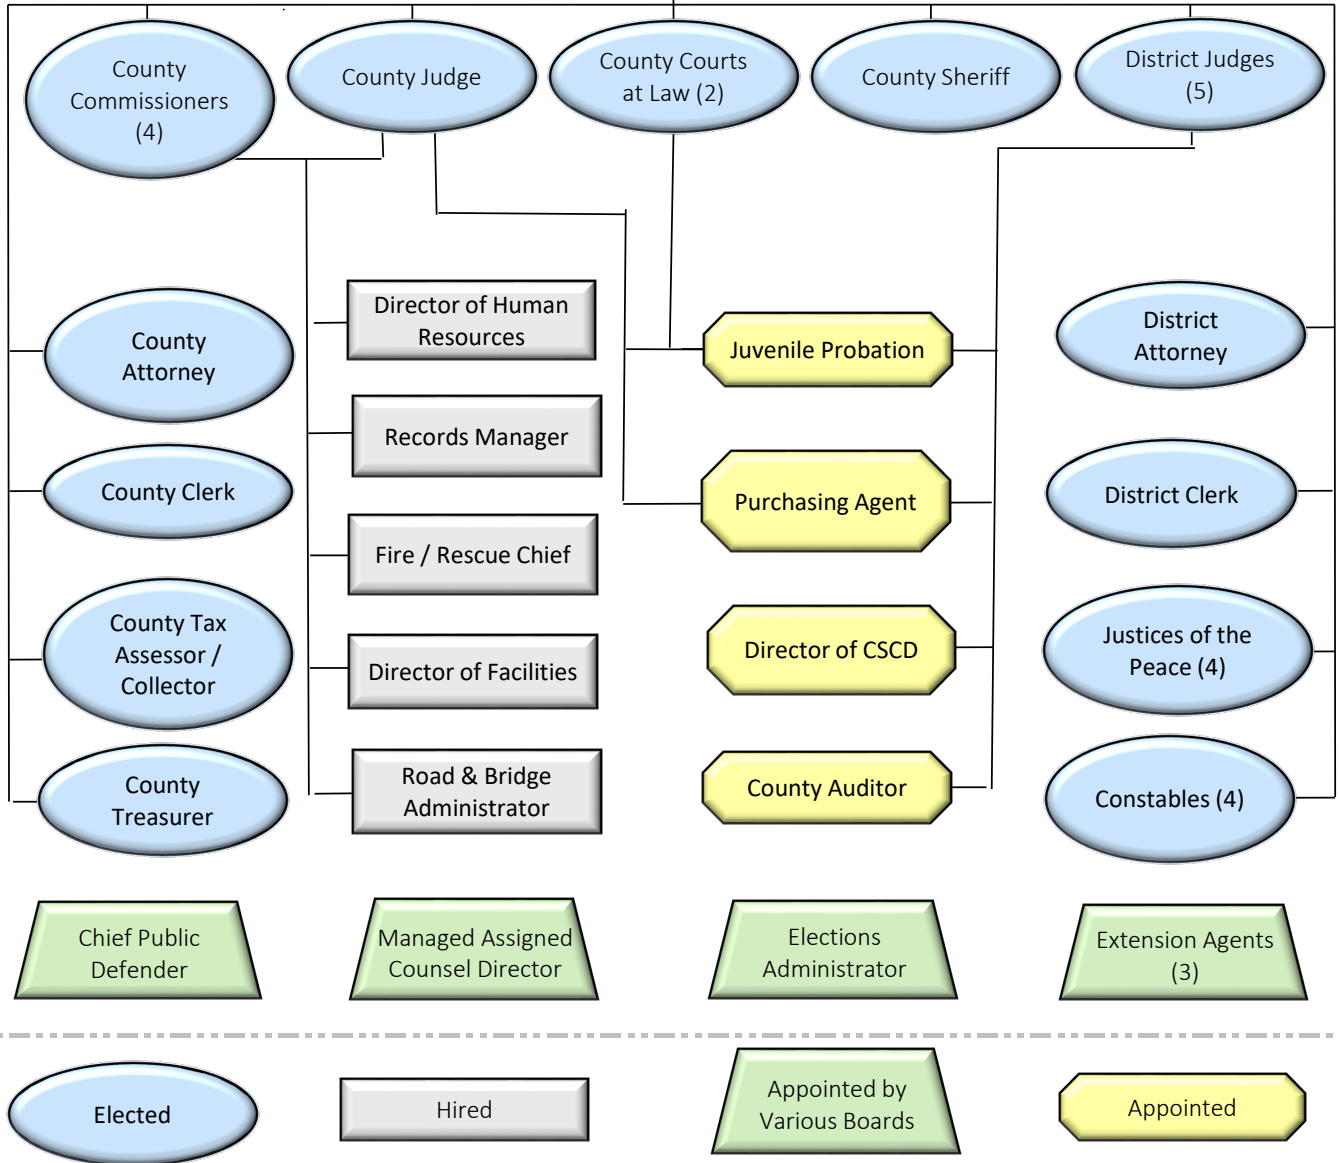 County
Commissioners
(4)
County Judge
County Courts
at Law (2)
County Sheriff
District Judges
(5)
County
Attorney
Director of Human
Resources
Juvenile Probation
District
Attorney
Records Manager
County Clerk
Purchasing Agent
District Clerk
Fire / Rescue Chief
County Tax
Assessor /
Collector
Director of Facilities
Director of CSCD
Justices of the
Peace (4)
County
Treasurer
Road & Bridge
Administrator
County Auditor
Constables (4)
Chief Public
Defender
Managed Assigned
Counsel Director
Elections
Administrator
Extension Agents
(3)
Elected
Hired
Appointed by
Various Boards
Appointed